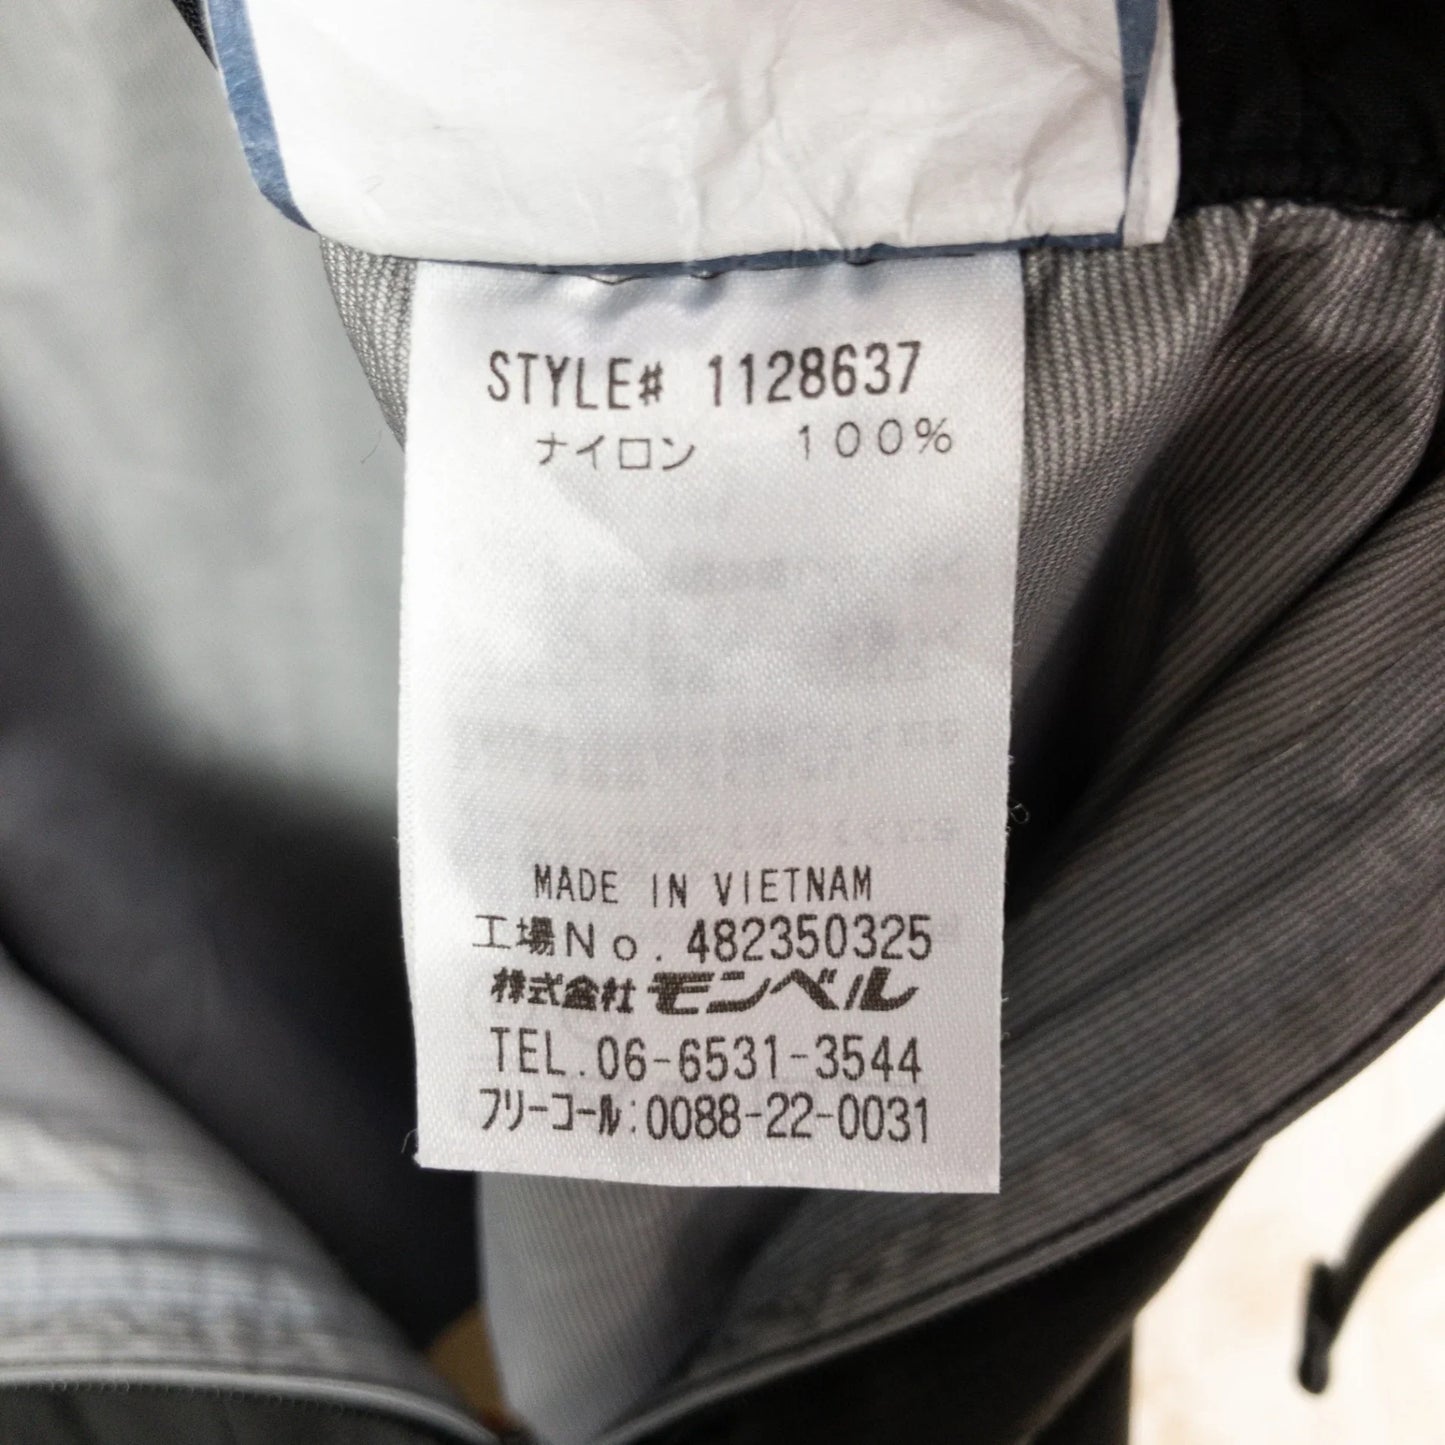 STYLE# 1128637
ナイロン 100%
MADE IN VIETNAM
工場No. 482350325
株式会社 モンベル
TEL. 06-6531-3544
フリーコール:0088-22-0031